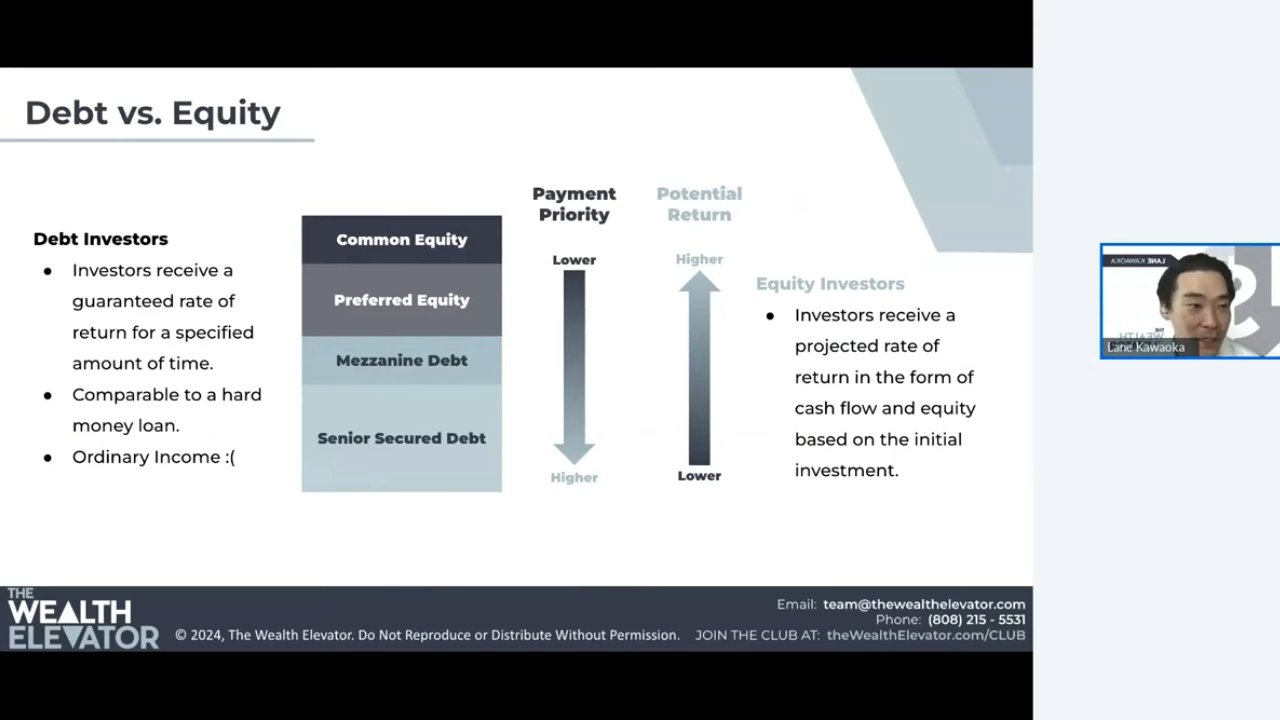 Debt vs. Equity
Debt Investors
● Investors receive a
guaranteed rate of
return for a specified
amount of time.
● Comparable to a hard
money loan.
● Ordinary Income :(
Common Equity
Preferred Equity
Mezzanine Debt
Senior Secured Debt
Payment
Priority
Lower
Higher
Potential
Return
Higher
Lower
Equity Investors
● Investors receive a
projected rate of
return in the form of
cash flow and equity
based on the initial
investment.
LANE KAWAOKA
THE
WEALTH
Lane Kawaoka
THE
WEALTH
ELEVATOR
© 2024, The Wealth Elevator. Do Not Reproduce or Distribute Without Permission.
Email: team@thewealthelevator.com
Phone: (808) 215 - 5531
JOIN THE CLUB AT: theWealthElevator.com/CLUB